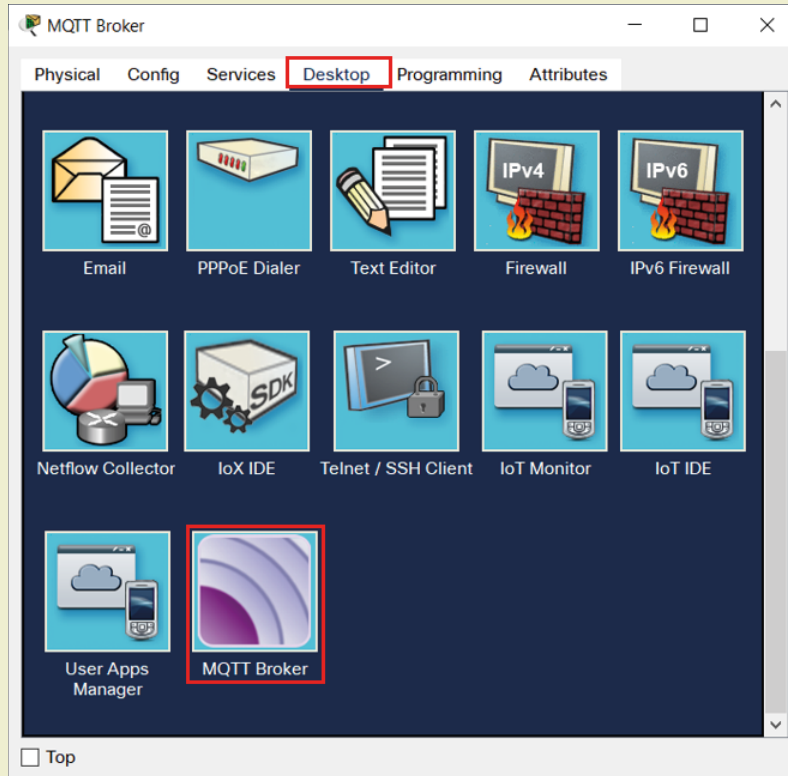 MQTT Broker
Physical Config Services Desktop Programming Attributes
IPv4 IPv6
@
Email PPPoE Dialer Text Editor Firewall IPv6 Firewall
SDK
>
Netflow Collector IoX IDE Telnet / SSH Client IoT Monitor IoT IDE
User Apps MQTT Broker
Manager
Top